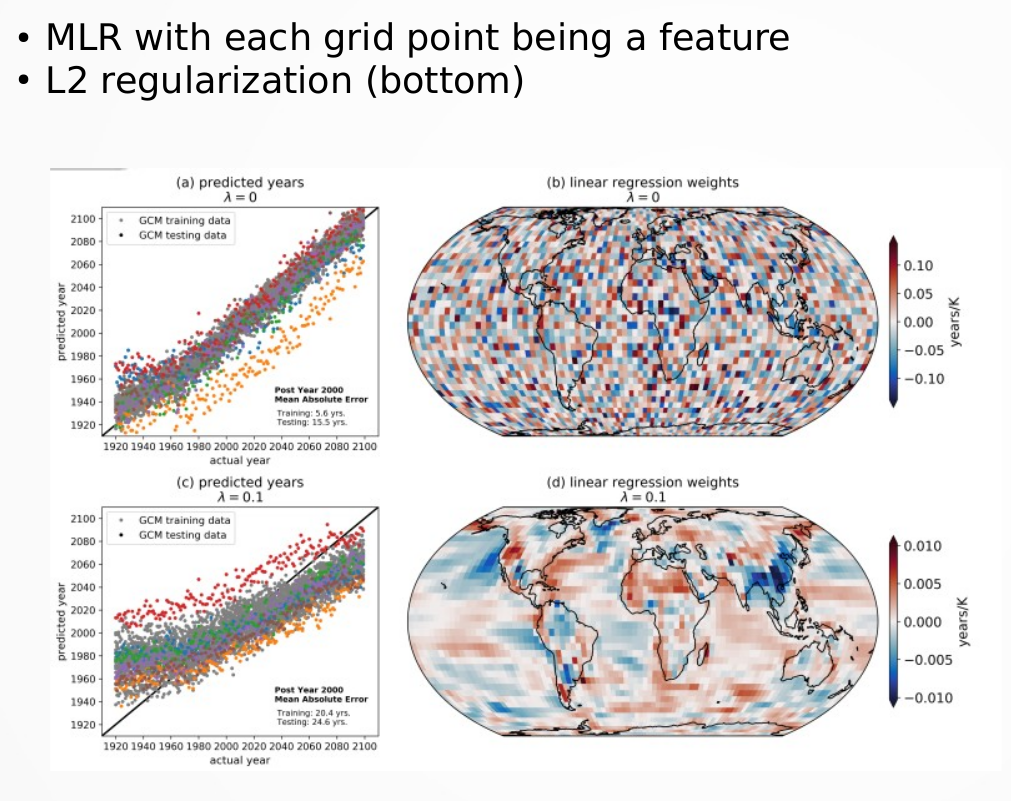 • MLR with each grid point being a feature
• L2 regularization (bottom)
(a) predicted years
λ = 0
2100
2080
2060
2040
2020
2000
1980
1960
1940
1920
predicted year
GCM training data
GCM testing data
Post Year 2000
Mean Absolute Error
Training: 5.6 yrs.
Testing: 15.5 yrs.
1920 1940 1960 1980 2000 2020 2040 2060 2080 2100
actual year
(b) linear regression weights
λ = 0
0.10
0.05
0.00
−0.05
−0.10
years/K
(c) predicted years
λ = 0.1
2100
2080
2060
2040
2020
2000
1980
1960
1940
1920
predicted year
GCM training data
GCM testing data
Post Year 2000
Mean Absolute Error
Training: 20.4 yrs.
Testing: 24.6 yrs.
1920 1940 1960 1980 2000 2020 2040 2060 2080 2100
actual year
(d) linear regression weights
λ = 0.1
0.010
0.005
0.000
−0.005
−0.010
years/K